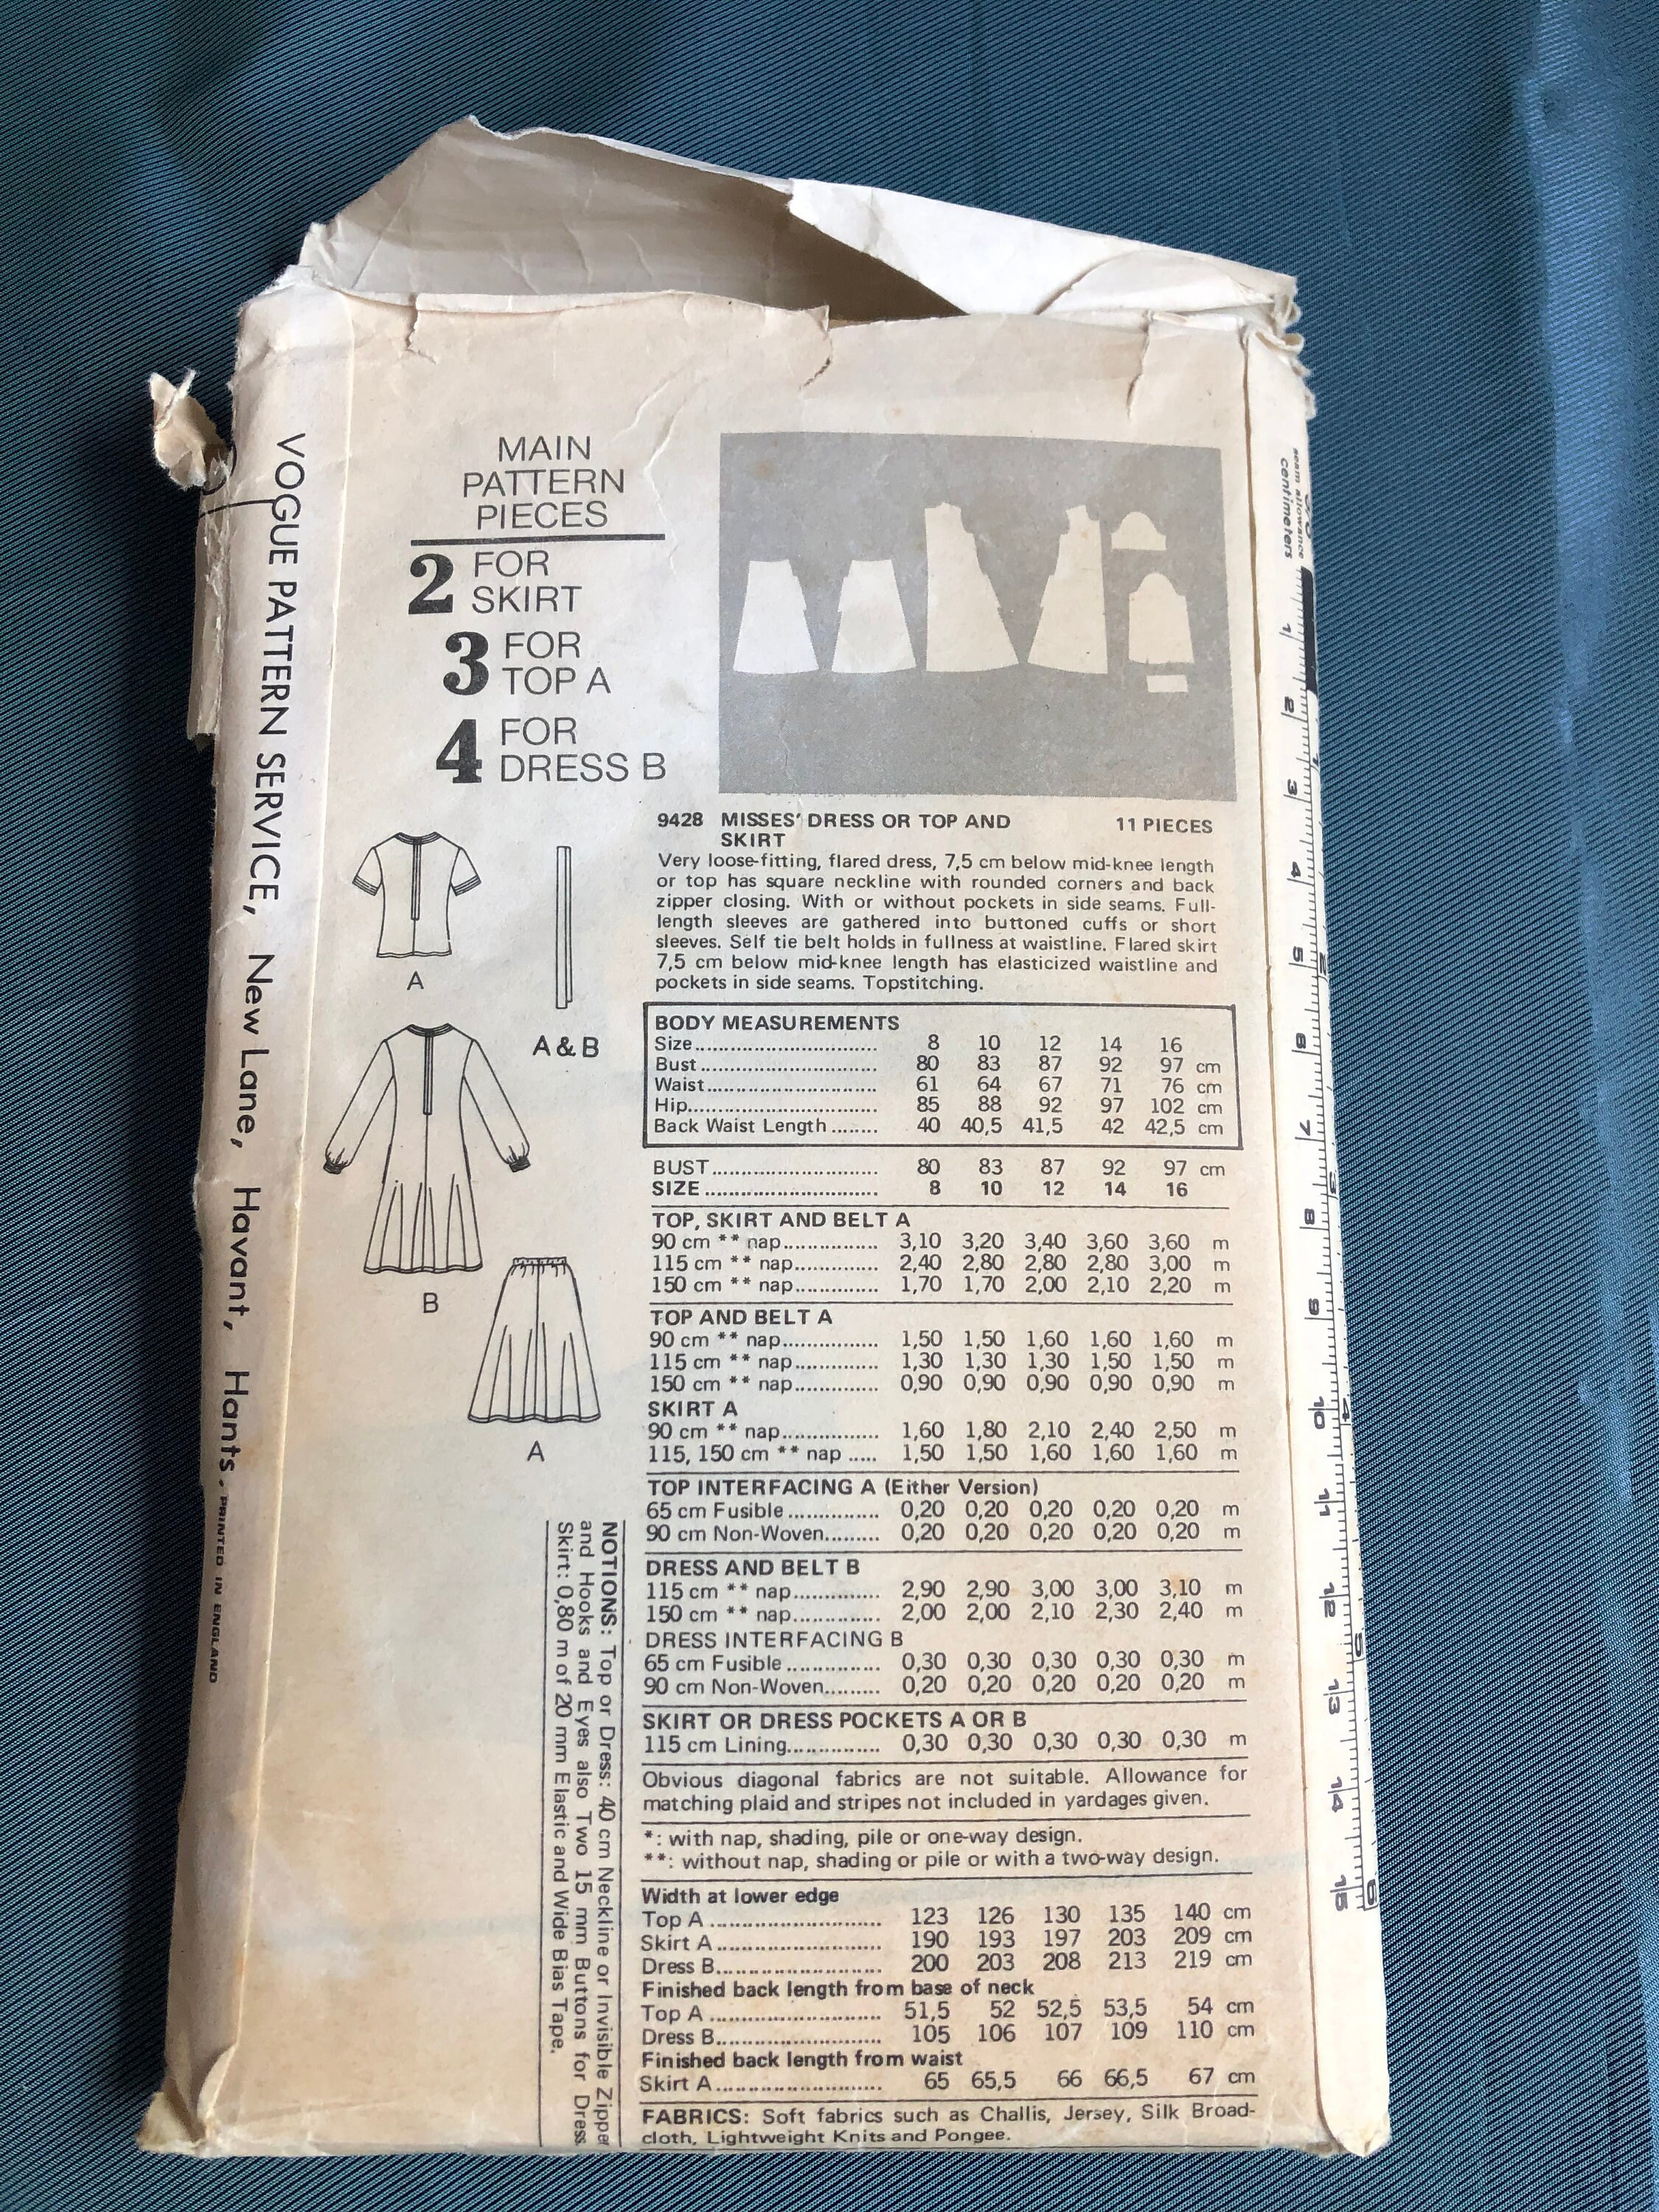 VOGUE PATTERN SERVICE, New Lane, Havant, Hants. PRINTED IN ENGLAND
MAIN
PATTERN
PIECES
2 FOR
SKIRT
3 FOR
TOP A
4 FOR
DRESS B
A
A & B
B
A
9428 MISSES' DRESS OR TOP AND 11 PIECES
SKIRT
Very loose-fitting, flared dress, 7,5 cm below mid-knee length
or top has square neckline with rounded corners and back
zipper closing. With or without pockets in side seams. Full-
length sleeves are gathered into buttoned cuffs or short
sleeves. Self tie belt holds in fullness at waistline. Flared skirt
7,5 cm below mid-knee length has elasticized waistline and
pockets in side seams. Topstitching.
BODY MEASUREMENTS
Size 8 10 12 14 16
Bust 80 83 87 92 97 cm
Waist 61 64 67 71 76 cm
Hip 85 88 92 97 102 cm
Back Waist Length 40 40,5 41,5 42 42,5 cm
BUST 80 83 87 92 97 cm
SIZE 8 10 12 14 16
TOP, SKIRT AND BELT A
90 cm ** nap 3,10 3,20 3,40 3,60 3,60 m
115 cm ** nap 2,40 2,80 2,80 2,80 3,00 m
150 cm ** nap 1,70 1,70 2,00 2,10 2,20 m
TOP AND BELT A
90 cm ** nap 1,50 1,50 1,60 1,60 1,60 m
115 cm ** nap 1,30 1,30 1,30 1,50 1,50 m
150 cm ** nap 0,90 0,90 0,90 0,90 0,90 m
SKIRT A
90 cm ** nap 1,60 1,80 2,10 2,40 2,50 m
115, 150 cm ** nap 1,50 1,50 1,60 1,60 1,60 m
TOP INTERFACING A (Either Version)
65 cm Fusible 0,20 0,20 0,20 0,20 0,20 m
90 cm Non-Woven 0,20 0,20 0,20 0,20 0,20 m
DRESS AND BELT B
115 cm ** nap 2,90 2,90 3,00 3,00 3,10 m
150 cm ** nap 2,00 2,00 2,10 2,30 2,40 m
DRESS INTERFACING B
65 cm Fusible 0,30 0,30 0,30 0,30 0,30 m
90 cm Non-Woven 0,20 0,20 0,20 0,20 0,20 m
SKIRT OR DRESS POCKETS A OR B
115 cm Lining 0,30 0,30 0,30 0,30 0,30 m
Obvious diagonal fabrics are not suitable. Allowance for
matching plaid and stripes not included in yardages given.
*: with nap, shading, pile or one-way design.
**: without nap, shading or pile or with a two-way design.
Width at lower edge
Top A 123 126 130 135 140 cm
Skirt A 190 193 197 203 209 cm
Dress B 200 203 208 213 219 cm
Finished back length from base of neck
Top A 51,5 52 52,5 53,5 54 cm
Dress B 105 106 107 109 110 cm
Finished back length from waist
Skirt A 65 65,5 66 66,5 67 cm
FABRICS: Soft fabrics such as Challis, Jersey, Silk Broad-
cloth, Lightweight Knits and Pongee.
NOTIONS: Top or Dress: 40 cm Neckline or Invisible Zipper
and Hooks and Eyes also Two 15 mm Buttons for Dress.
Skirt: 0,80 m of 20 mm Elastic and Wide Bias Tape.
seam allowance
centimeters
1 2 3 4 5 6 7 8 9 10 11 12 13 14 15
2 3 4 5 6